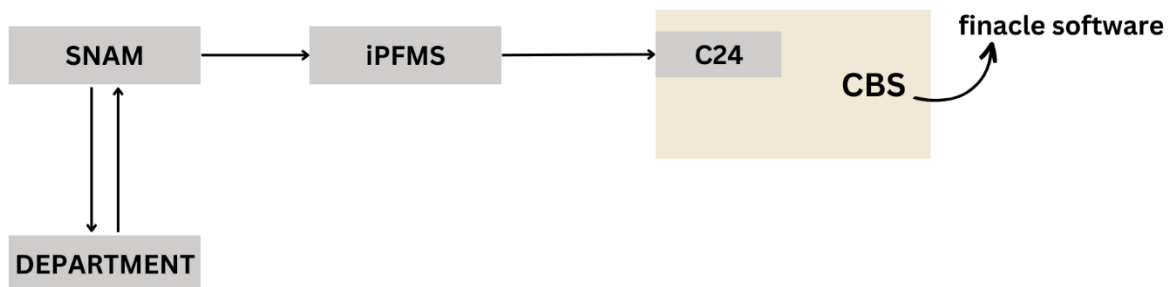 finacle software
SNAM
iPFMS
C24
CBS
DEPARTMENT